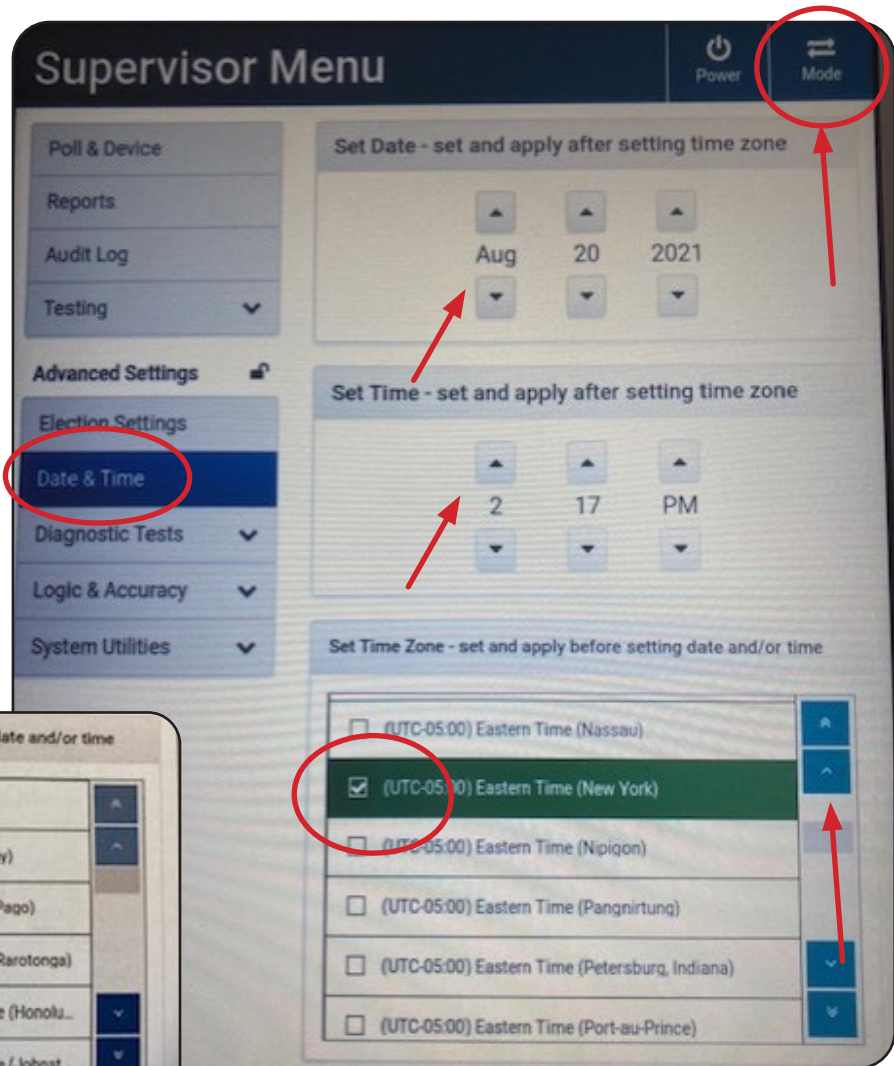 Supervisor Menu
Power
Mode
Poll & Device
Reports
Audit Log
Testing
Advanced Settings
Election Settings
Date & Time
Diagnostic Tests
Logic & Accuracy
System Utilities
Set Date - set and apply after setting time zone
Aug 20 2021
Set Time - set and apply after setting time zone
2 17 PM
Set Time Zone - set and apply before setting date and/or time
(UTC-05:00) Eastern Time (Nassau)
(UTC-05:00) Eastern Time (New York)
(UTC-05:00) Eastern Time (Nipigon)
(UTC-05:00) Eastern Time (Pangnirtung)
(UTC-05:00) Eastern Time (Petersburg, Indiana)
(UTC-05:00) Eastern Time (Port-au-Prince)
date and/or time
Pago)
Rarotonga)
(Honolu...